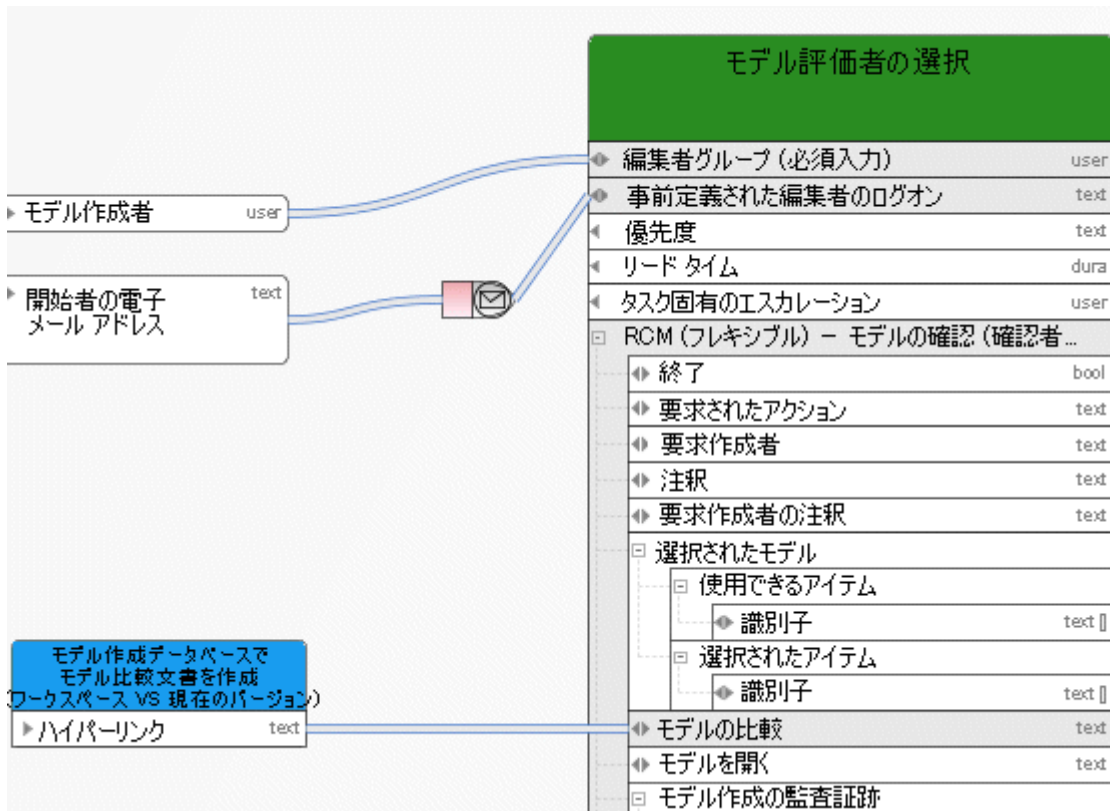 モデル評価者の選択
編集者グループ (必須入力) user
モデル作成者 user
事前定義された編集者のログオン text
優先度 text
開始者の電子 text
メール アドレス
リード タイム dura
タスク固有のエスカレーション user
RCM (フレキシブル) － モデルの確認 (確認者...
終了 bool
要求されたアクション text
要求作成者 text
注釈 text
要求作成者の注釈 text
選択されたモデル
使用できるアイテム
識別子 text []
選択されたアイテム
識別子 text []
モデル作成データベースで
モデル比較文書を作成
(ワークスペース VS 現在のバージョン)
ハイパーリンク text
モデルの比較 text
モデルを開く text
モデル作成の監査証跡